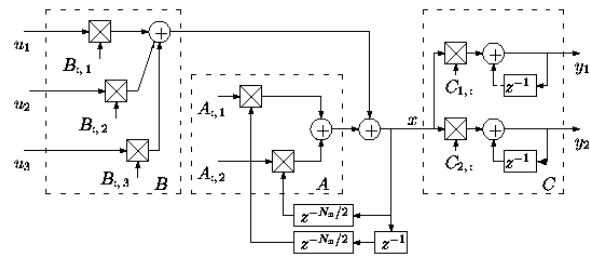 u₁
B:,1
u₂
B:,2
u₃
B:,3
B
A:,1
A:,2
A
x
C₁,:
z⁻¹
y₁
C₂,:
z⁻¹
y₂
C
z^{-Nₓ/2}
z^{-Nₓ/2}
z⁻¹